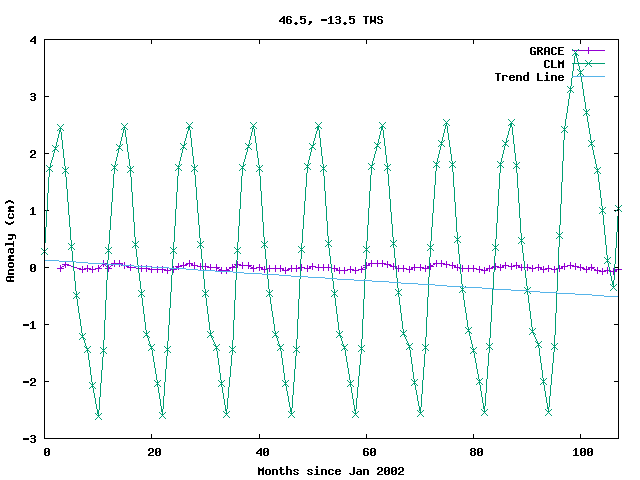 46.5, -13.5 TWS
GRACE
CLM
Trend Line
Anomaly (cm)
4
3
2
1
0
-1
-2
-3
0 20 40 60 80 100
Months since Jan 2002